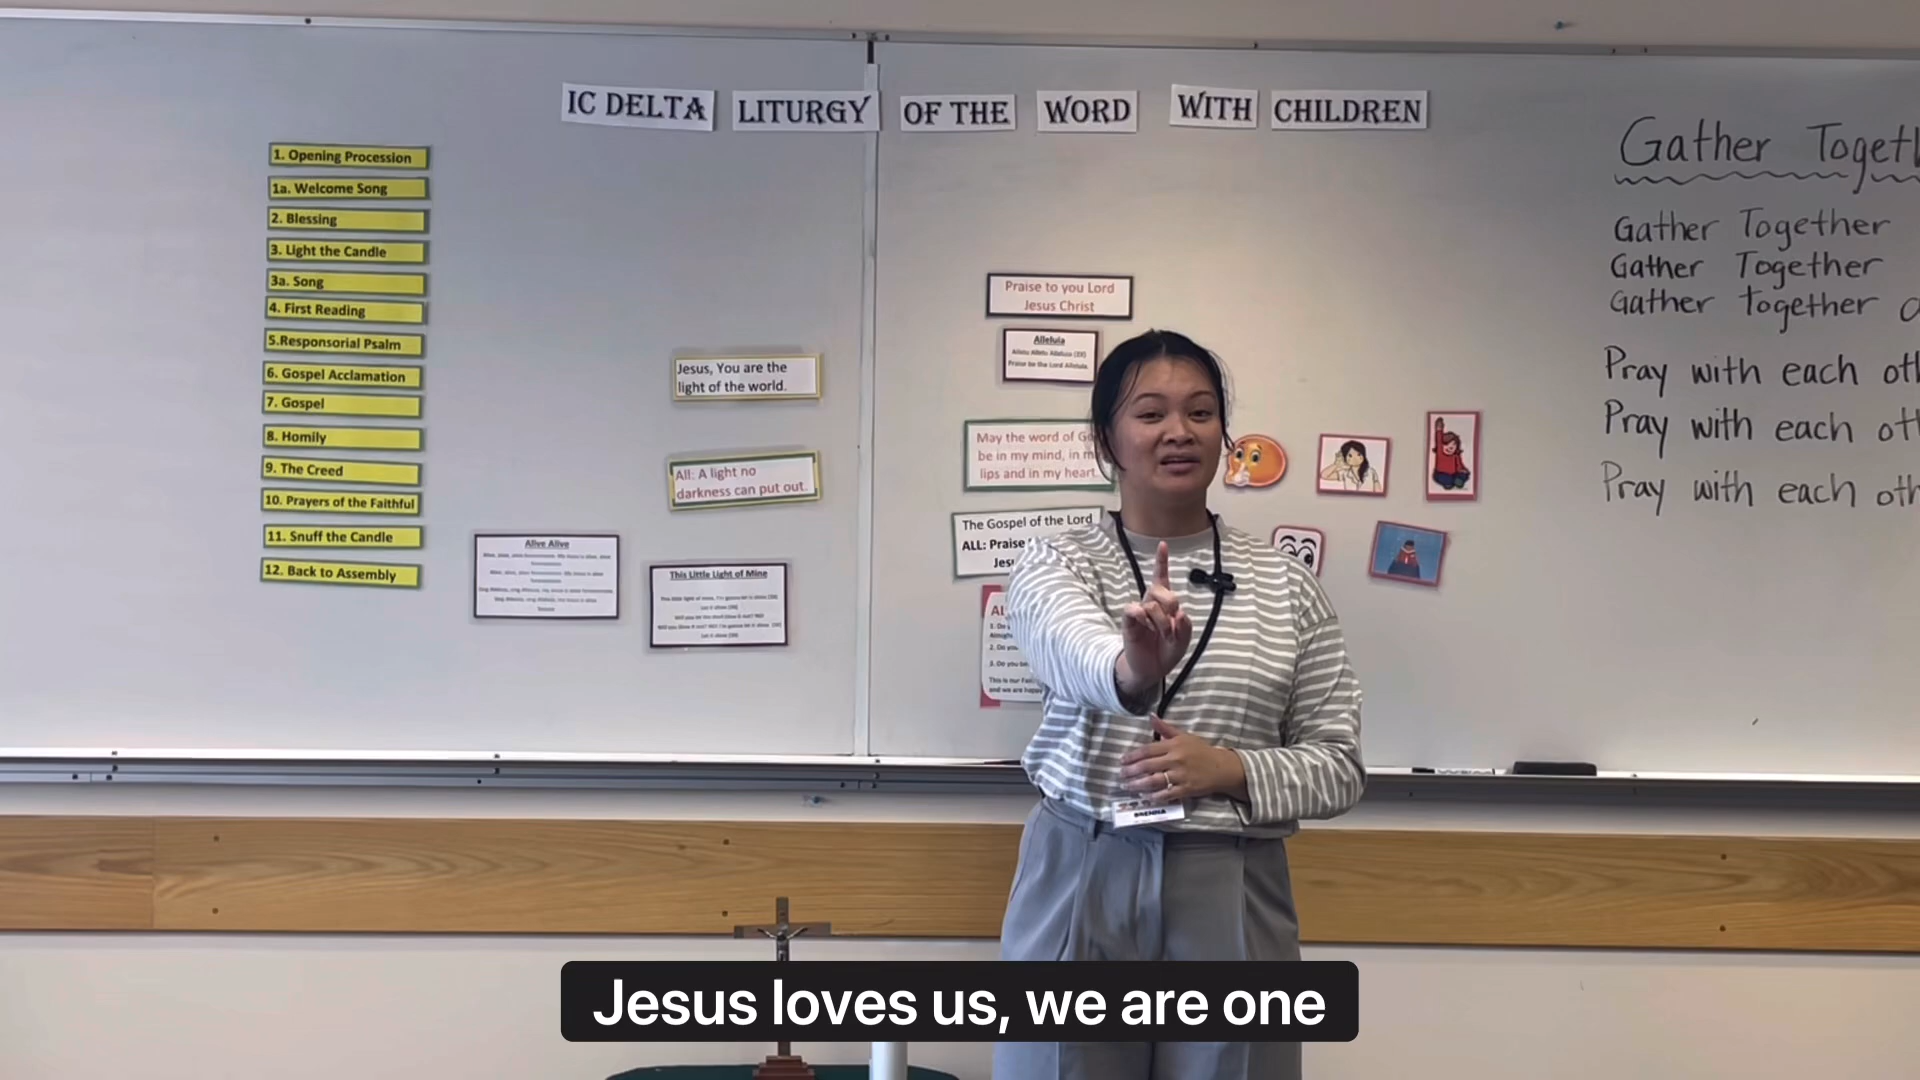 IC DELTA LITURGY OF THE WORD WITH CHILDREN
1. Opening Procession
1a. Welcome Song
2. Blessing
3. Light the Candle
3a. Song
4. First Reading
5.Responsorial Psalm
6. Gospel Acclamation
7. Gospel
8. Homily
9. The Creed
10. Prayers of the Faithful
11. Snuff the Candle
12. Back to Assembly
Alive Alive
This Little Light of Mine
Jesus, You are the
light of the world.
All: A light no
darkness can put out.
Praise to you Lord
Jesus Christ
Alleluia
Praise be the Lord Alleluia.
May the word of
be in my mind, in
lips and in my heart.
The Gospel of the Lord
ALL: Praise
Gather
Gather Together
Gather Together
Gather together
Pray with each
Pray with each
Pray with each
BRENNA
Jesus loves us, we are one